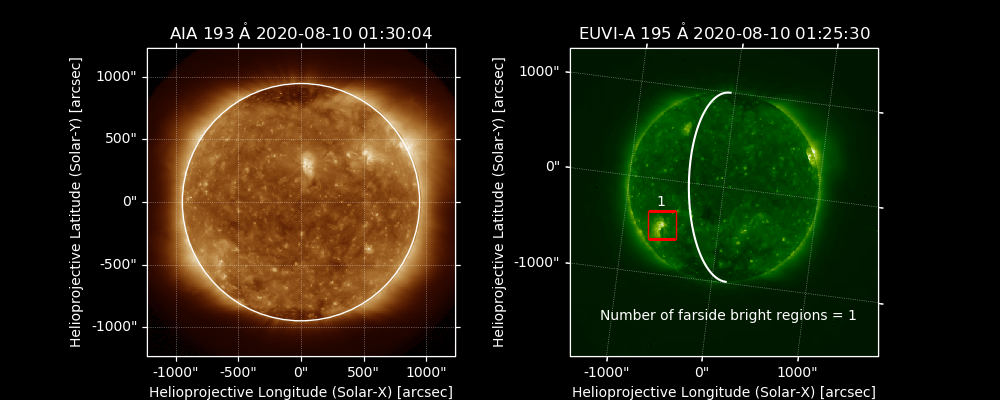 AIA 193 Å 2020-08-10 01:30:04
1000"
500"
0"
-500"
-1000"
-1000" -500" 0" 500" 1000"
Helioprojective Longitude (Solar-X) [arcsec]
Helioprojective Latitude (Solar-Y) [arcsec]
EUVI-A 195 Å 2020-08-10 01:25:30
1000"
0"
-1000"
1
Number of farside bright regions = 1
-1000" 0" 1000"
Helioprojective Longitude (Solar-X) [arcsec]
Helioprojective Latitude (Solar-Y) [arcsec]